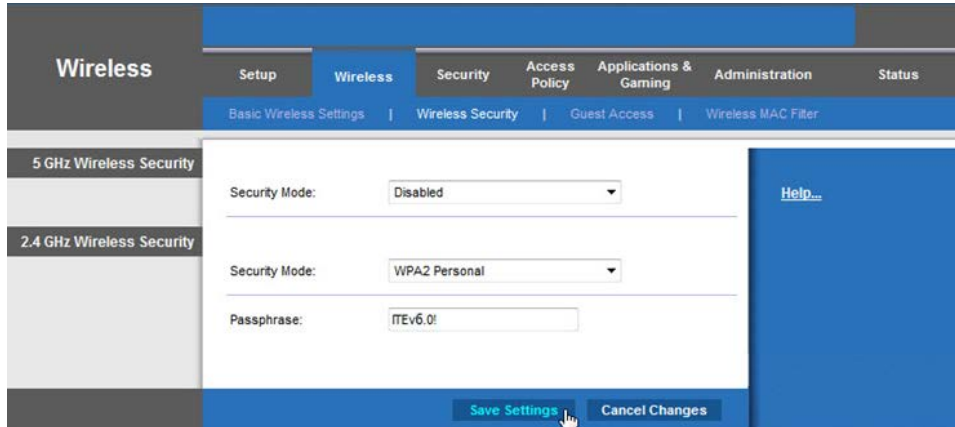 Wireless
Setup
Wireless
Security
Access Policy
Applications & Gaming
Administration
Status
Basic Wireless Settings | Wireless Security | Guest Access | Wireless MAC Filter
5 GHz Wireless Security
Security Mode: Disabled
Help...
2.4 GHz Wireless Security
Security Mode: WPA2 Personal
Passphrase: ITEv6.0!
Save Settings
Cancel Changes